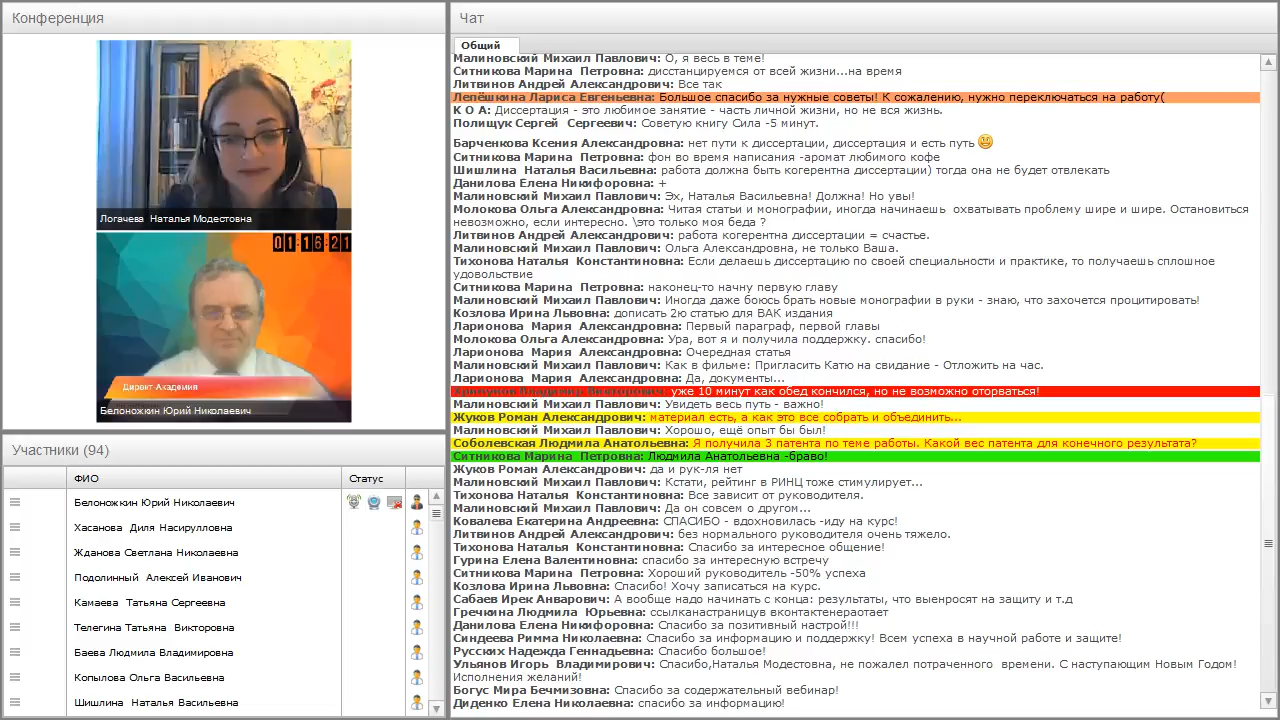 Конференция
Логачева Наталья Модестовна
01:16:21
Директ-Академия
Белоножкин Юрий Николаевич
Участники (94)
ФИО Статус
Белоножкин Юрий Николаевич
Хасанова Диля Насирулловна
Жданова Светлана Николаевна
Подолинный Алексей Иванович
Камаева Татьяна Сергеевна
Телегина Татьяна Викторовна
Баева Людмила Владимировна
Копылова Ольга Васильевна
Шишлина Наталья Васильевна
Чат
Общий
Малиновский Михаил Павлович: О, я весь в теме!
Ситникова Марина Петровна: дисстанцируемся от всей жизни...на время
Литвинов Андрей Александрович: Все так
Лепёшкина Лариса Евгеньевна: Большое спасибо за нужные советы! К сожалению, нужно переключаться на работу(
К О А: Диссертация - это любимое занятие - часть личной жизни, но не вся жизнь.
Полищук Сергей Сергеевич: Советую книгу Сила -5 минут.
Барченкова Ксения Александровна: нет пути к диссертации, диссертация и есть путь
Ситникова Марина Петровна: фон во время написания -аромат любимого кофе
Шишлина Наталья Васильевна: работа должна быть когерентна диссертации) тогда она не будет отвлекать
Данилова Елена Никифоровна: +
Малиновский Михаил Павлович: Эх, Наталья Васильевна! Должна! Но увы!
Молокова Ольга Александровна: Читая статьи и монографии, иногда начинаешь охватывать проблему шире и шире. Остановиться
невозможно, если интересно. \это только моя беда ?
Литвинов Андрей Александрович: работа когерентна диссертации = счастье.
Малиновский Михаил Павлович: Ольга Александровна, не только Ваша.
Тихонова Наталья Константиновна: Если делаешь диссертацию по своей специальности и практике, то получаешь сплошное
удовольствие
Ситникова Марина Петровна: наконец-то начну первую главу
Малиновский Михаил Павлович: Иногда даже боюсь брать новые монографии в руки - знаю, что захочется процитировать!
Козлова Ирина Львовна: дописать 2ю статью для ВАК издания
Ларионова Мария Александровна: Первый параграф, первой главы
Молокова Ольга Александровна: Ура, вот я и получила поддержку. спасибо!
Ларионова Мария Александровна: Очередная статья
Малиновский Михаил Павлович: Как в фильме: Пригласить Катю на свидание - Отложить на час.
Ларионова Мария Александровна: Да, документы...
Владимир Викторович: уже 10 минут как обед кончился, но не возможно оторваться!
Малиновский Михаил Павлович: Увидеть весь путь - важно!
Жуков Роман Александрович: материал есть, а как это все собрать и объединить...
Малиновский Михаил Павлович: Хорошо, ещё опыт бы был!
Соболевская Людмила Анатольевна: Я получила 3 патента по теме работы. Какой вес патента для конечного результата?
Ситникова Марина Петровна: Людмила Анатольевна -браво!
Жуков Роман Александрович: да и рук-ля нет
Малиновский Михаил Павлович: Кстати, рейтинг в РИНЦ тоже стимулирует...
Тихонова Наталья Константиновна: Все зависит от руководителя.
Малиновский Михаил Павлович: Да он совсем о другом...
Ковалева Екатерина Андреевна: СПАСИБО - вдохновилась -иду на курс!
Литвинов Андрей Александрович: без нормального руководителя очень тяжело.
Тихонова Наталья Константиновна: Спасибо за интересное общение!
Гурина Елена Валентиновна: спасибо за интересную встречу
Ситникова Марина Петровна: Хороший руководитель -50% успеха
Козлова Ирина Львовна: Спасибо! Хочу записаться на курс.
Сабаев Ирек Анварович: А вообще надо начинать с конца: результаты, что выенросят на защиту и т.д
Гречкина Людмила Юрьевна: ссылканастраницув вконтактенераотает
Данилова Елена Никифоровна: Спасибо за позитивный настрой!!!
Синдеева Римма Николаевна: Спасибо за информацию и поддержку! Всем успеха в научной работе и защите!
Русских Надежда Геннадьевна: Спасибо большое!
Ульянов Игорь Владимирович: Спасибо,Наталья Модестовна, не пожалел потраченного времени. С наступающим Новым Годом!
Исполнения желаний!
Богус Мира Бечмизовна: Спасибо за содержательный вебинар!
Диденко Елена Николаевна: спасибо за информацию!